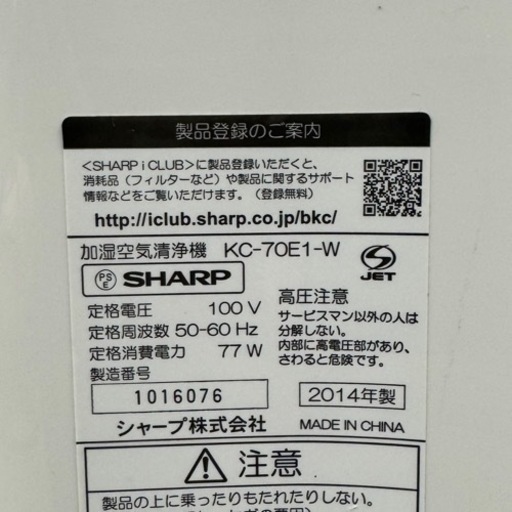 製品登録のご案内
<SHARP i CLUB>に製品登録いただくと、
消耗品（フィルターなど）や製品に関するサポート
情報などをご覧いただけます。（登録無料）
http://iclub.sharp.co.jp/bkc/
加湿空気清浄機 KC-70E1-W
PS E SHARP
JET
定格電圧 100 V
定格周波数 50-60 Hz
定格消費電力 77 W
製造番号
1016076
シャープ株式会社
高圧注意
サービスマン以外の人は
分解しない。
内部に高電圧部があり、
さわると危険です。
2014年製
MADE IN CHINA
注意
製品の上に乗ったりもたれたりしない。